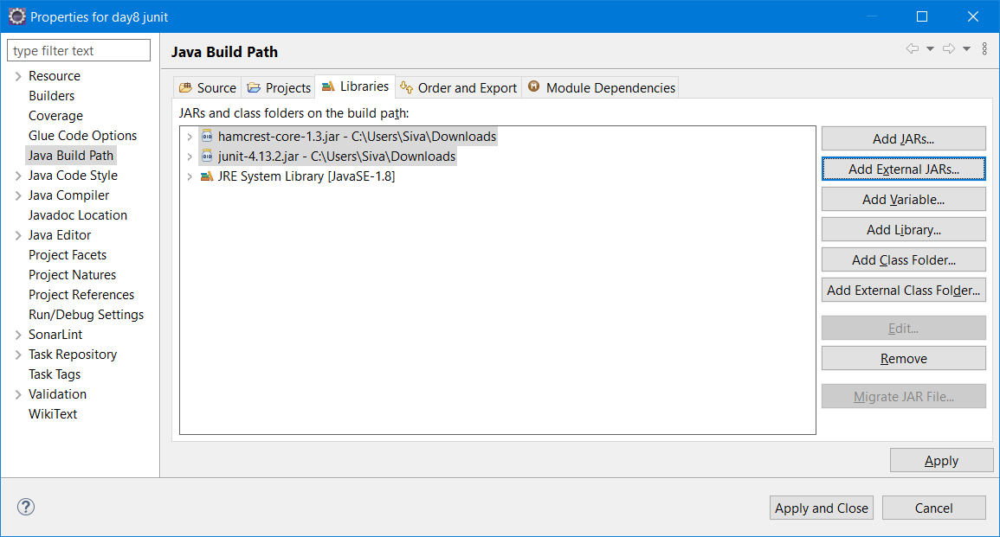 Properties for day8 junit
type filter text
Resource
Builders
Coverage
Glue Code Options
Java Build Path
Java Code Style
Java Compiler
Javadoc Location
Java Editor
Project Facets
Project Natures
Project References
Run/Debug Settings
SonarLint
Task Repository
Task Tags
Validation
WikiText
Java Build Path
Source
Projects
Libraries
Order and Export
Module Dependencies
JARs and class folders on the build path:
hamcrest-core-1.3.jar - C:\Users\Siva\Downloads
junit-4.13.2.jar - C:\Users\Siva\Downloads
JRE System Library [JavaSE-1.8]
Add JARs...
Add External JARs...
Add Variable...
Add Library...
Add Class Folder...
Add External Class Folder...
Edit...
Remove
Migrate JAR File...
Apply
Apply and Close
Cancel